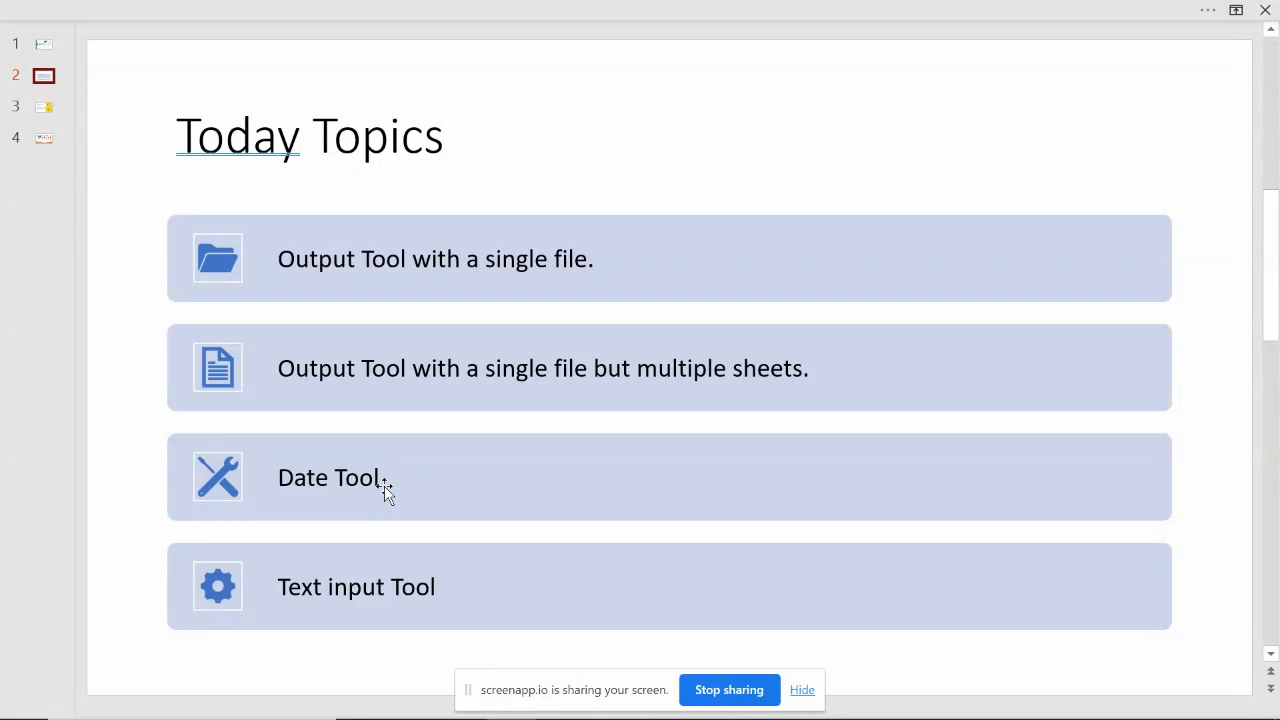 1
2
3
4
Today Topics
Output Tool with a single file.
Output Tool with a single file but multiple sheets.
Date Tool
Text input Tool
screenapp.io is sharing your screen.
Stop sharing
Hide